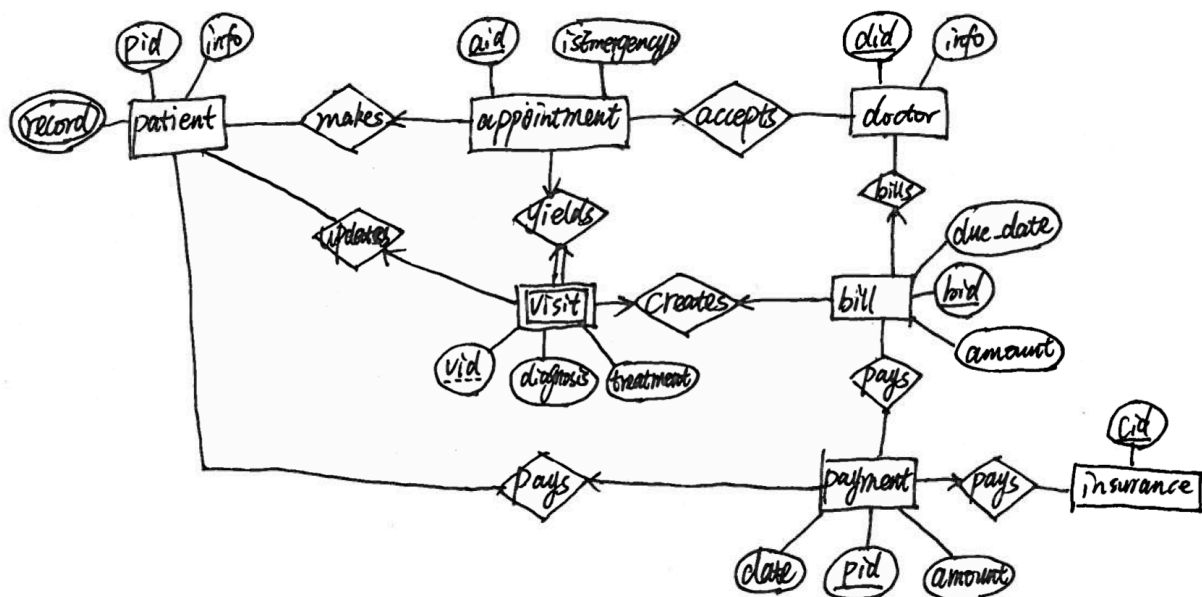 pid
info
aid
isEmergency
did
info
record
patient
makes
appointment
accepts
doctor
updates
yields
bills
due_date
visit
creates
bill
bid
vid
diagnosis
treatment
amount
pays
cid
pays
payment
pays
insurance
date
pid
amount